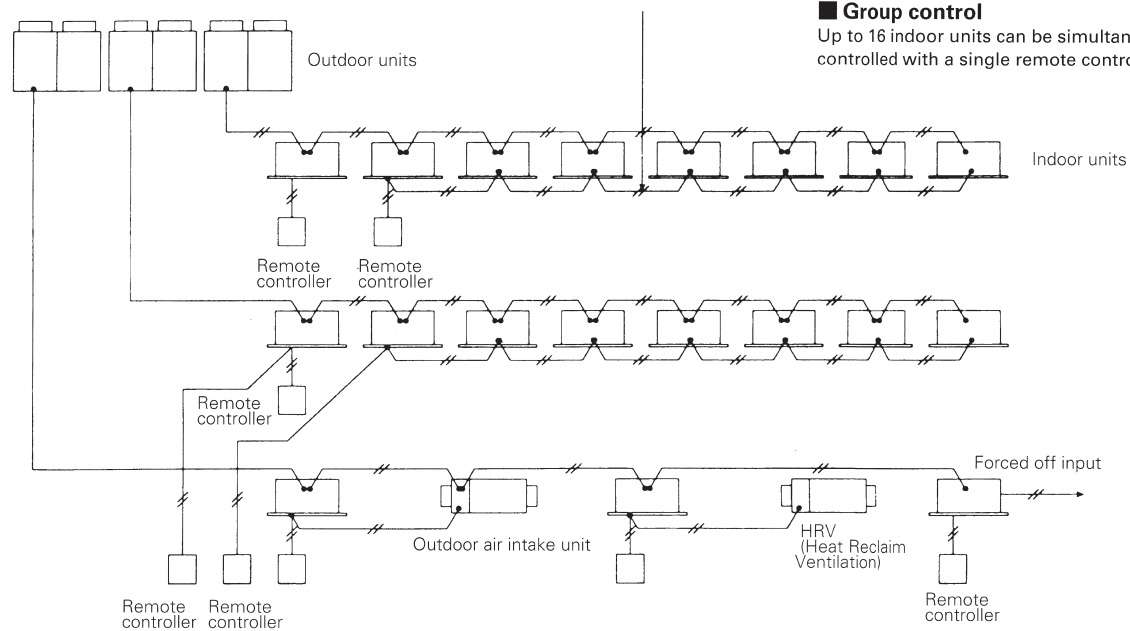 ■ Group control
Up to 16 indoor units can be simultan
controlled with a single remote contro
Outdoor units
Indoor units
Remote
controller
Remote
controller
Remote
controller
Forced off input
Outdoor air intake unit
HRV
(Heat Reclaim
Ventilation)
Remote
controller
Remote
controller
Remote
controller